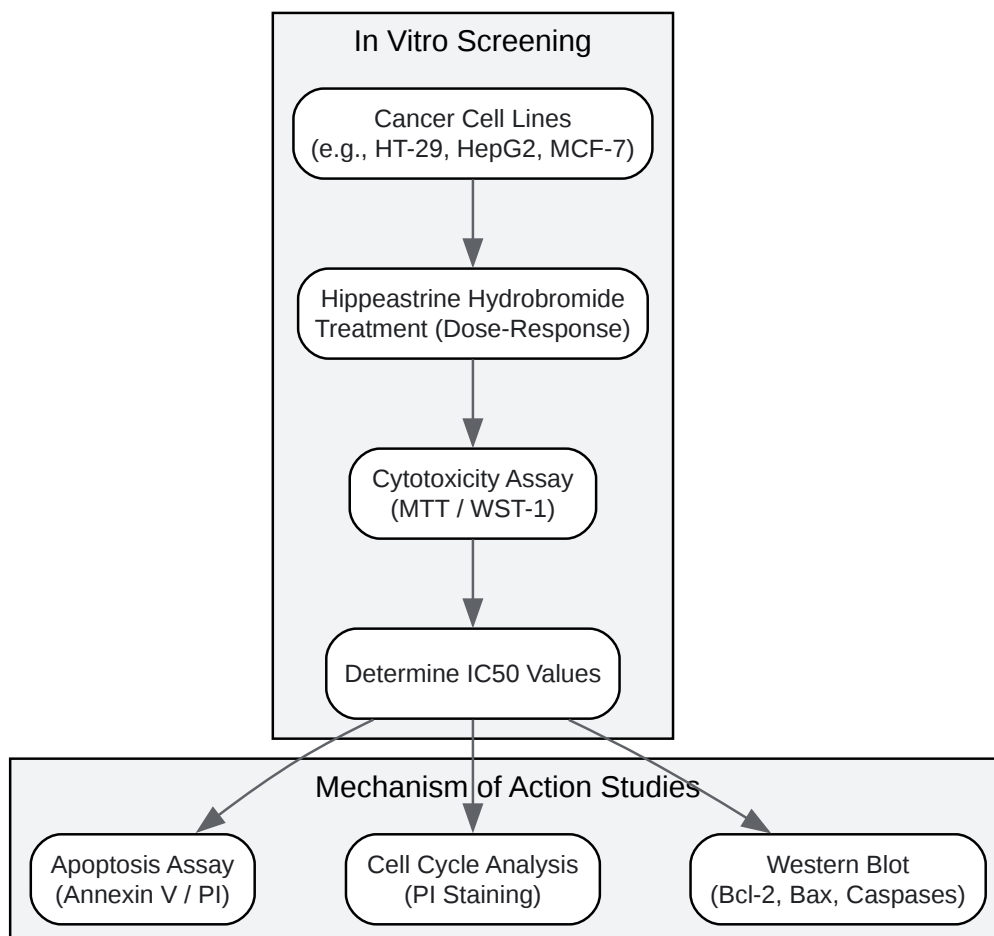 In Vitro Screening
Cancer Cell Lines
(e.g., HT-29, HepG2, MCF-7)
Hippeastrine Hydrobromide
Treatment (Dose-Response)
Cytotoxicity Assay
(MTT / WST-1)
Determine IC50 Values
Mechanism of Action Studies
Apoptosis Assay
(Annexin V / PI)
Cell Cycle Analysis
(PI Staining)
Western Blot
(Bcl-2, Bax, Caspases)